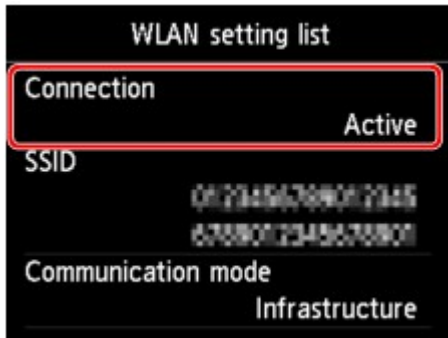 WLAN setting list
Connection
Active
SSID
Communication mode
Infrastructure